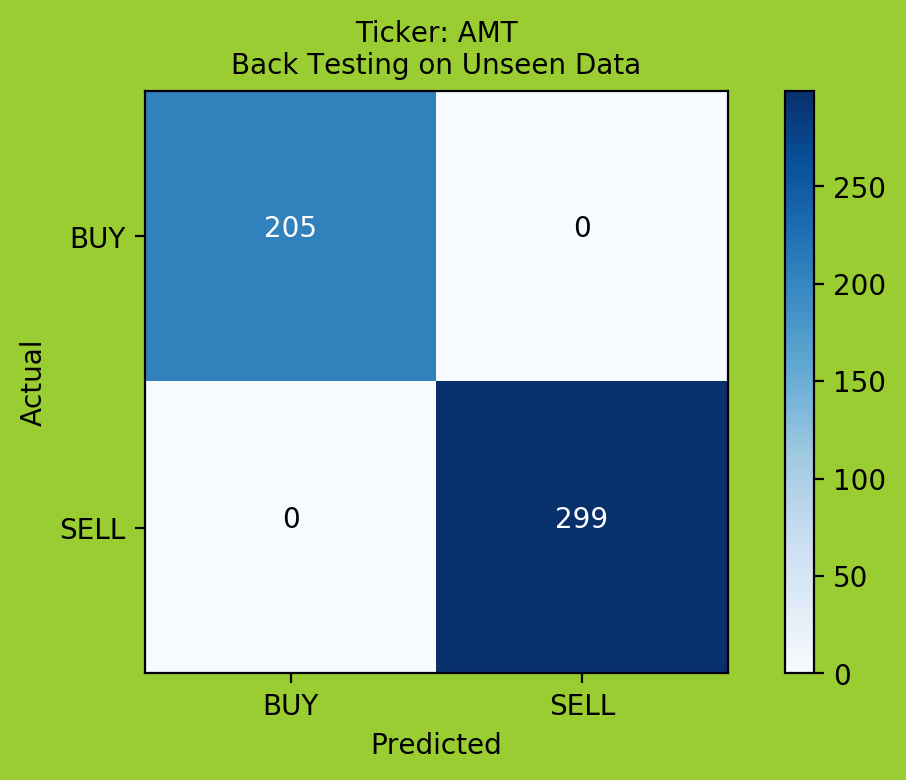 Ticker: AMT
Back Testing on Unseen Data
BUY
205
0
SELL
0
299
BUY
SELL
Actual
Predicted
250
200
150
100
50
0